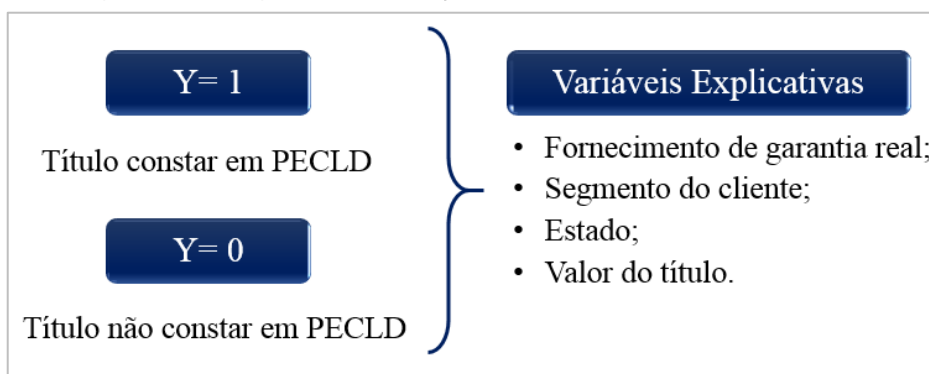 Y= 1
Título constar em PECLD
Y= 0
Título não constar em PECLD
Variáveis Explicativas
• Fornecimento de garantia real;
• Segmento do cliente;
• Estado;
• Valor do título.